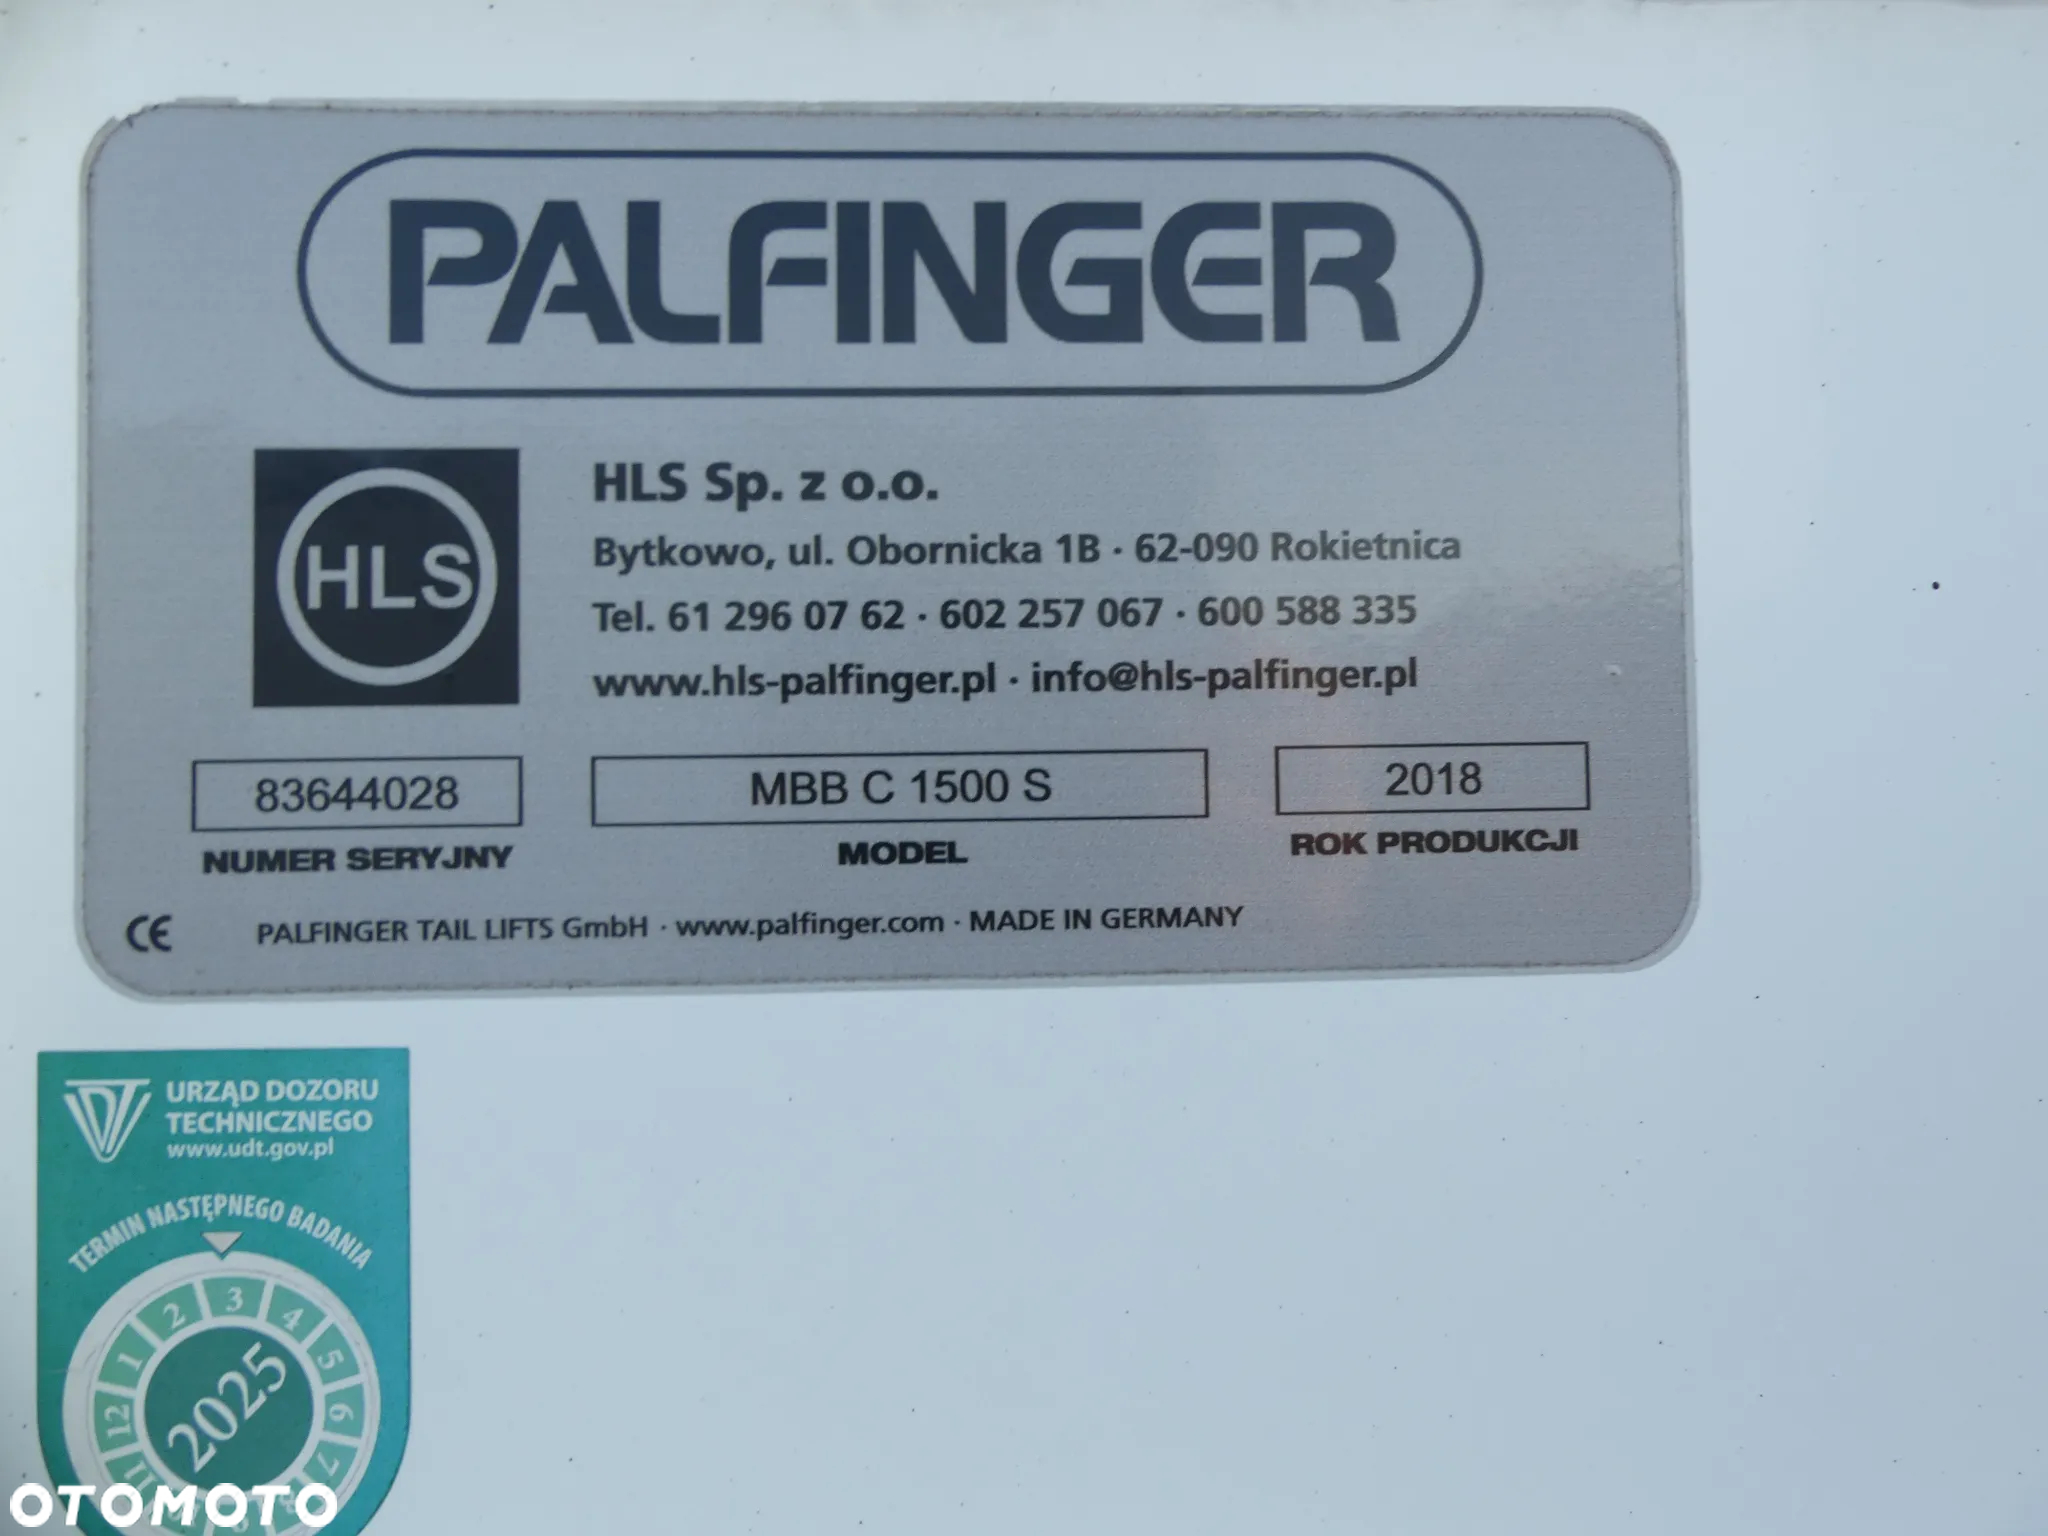 PALFINGER
HLS
HLS Sp. z o.o.
Bytkowo, ul. Obornicka 1B · 62-090 Rokietnica
Tel. 61 296 07 62 · 602 257 067 · 600 588 335
www.hls-palfinger.pl · info@hls-palfinger.pl
83644028
MBB C 1500 S
2018
NUMER SERYJNY
MODEL
ROK PRODUKCJI
CE
PALFINGER TAIL LIFTS GmbH · www.palfinger.com · MADE IN GERMANY
UDT
URZĄD DOZORU
TECHNICZNEGO
www.udt.gov.pl
TERMIN NASTĘPNEGO BADANIA
1 2 3 4 5 6 7 11 12
2025
OTOMOTO